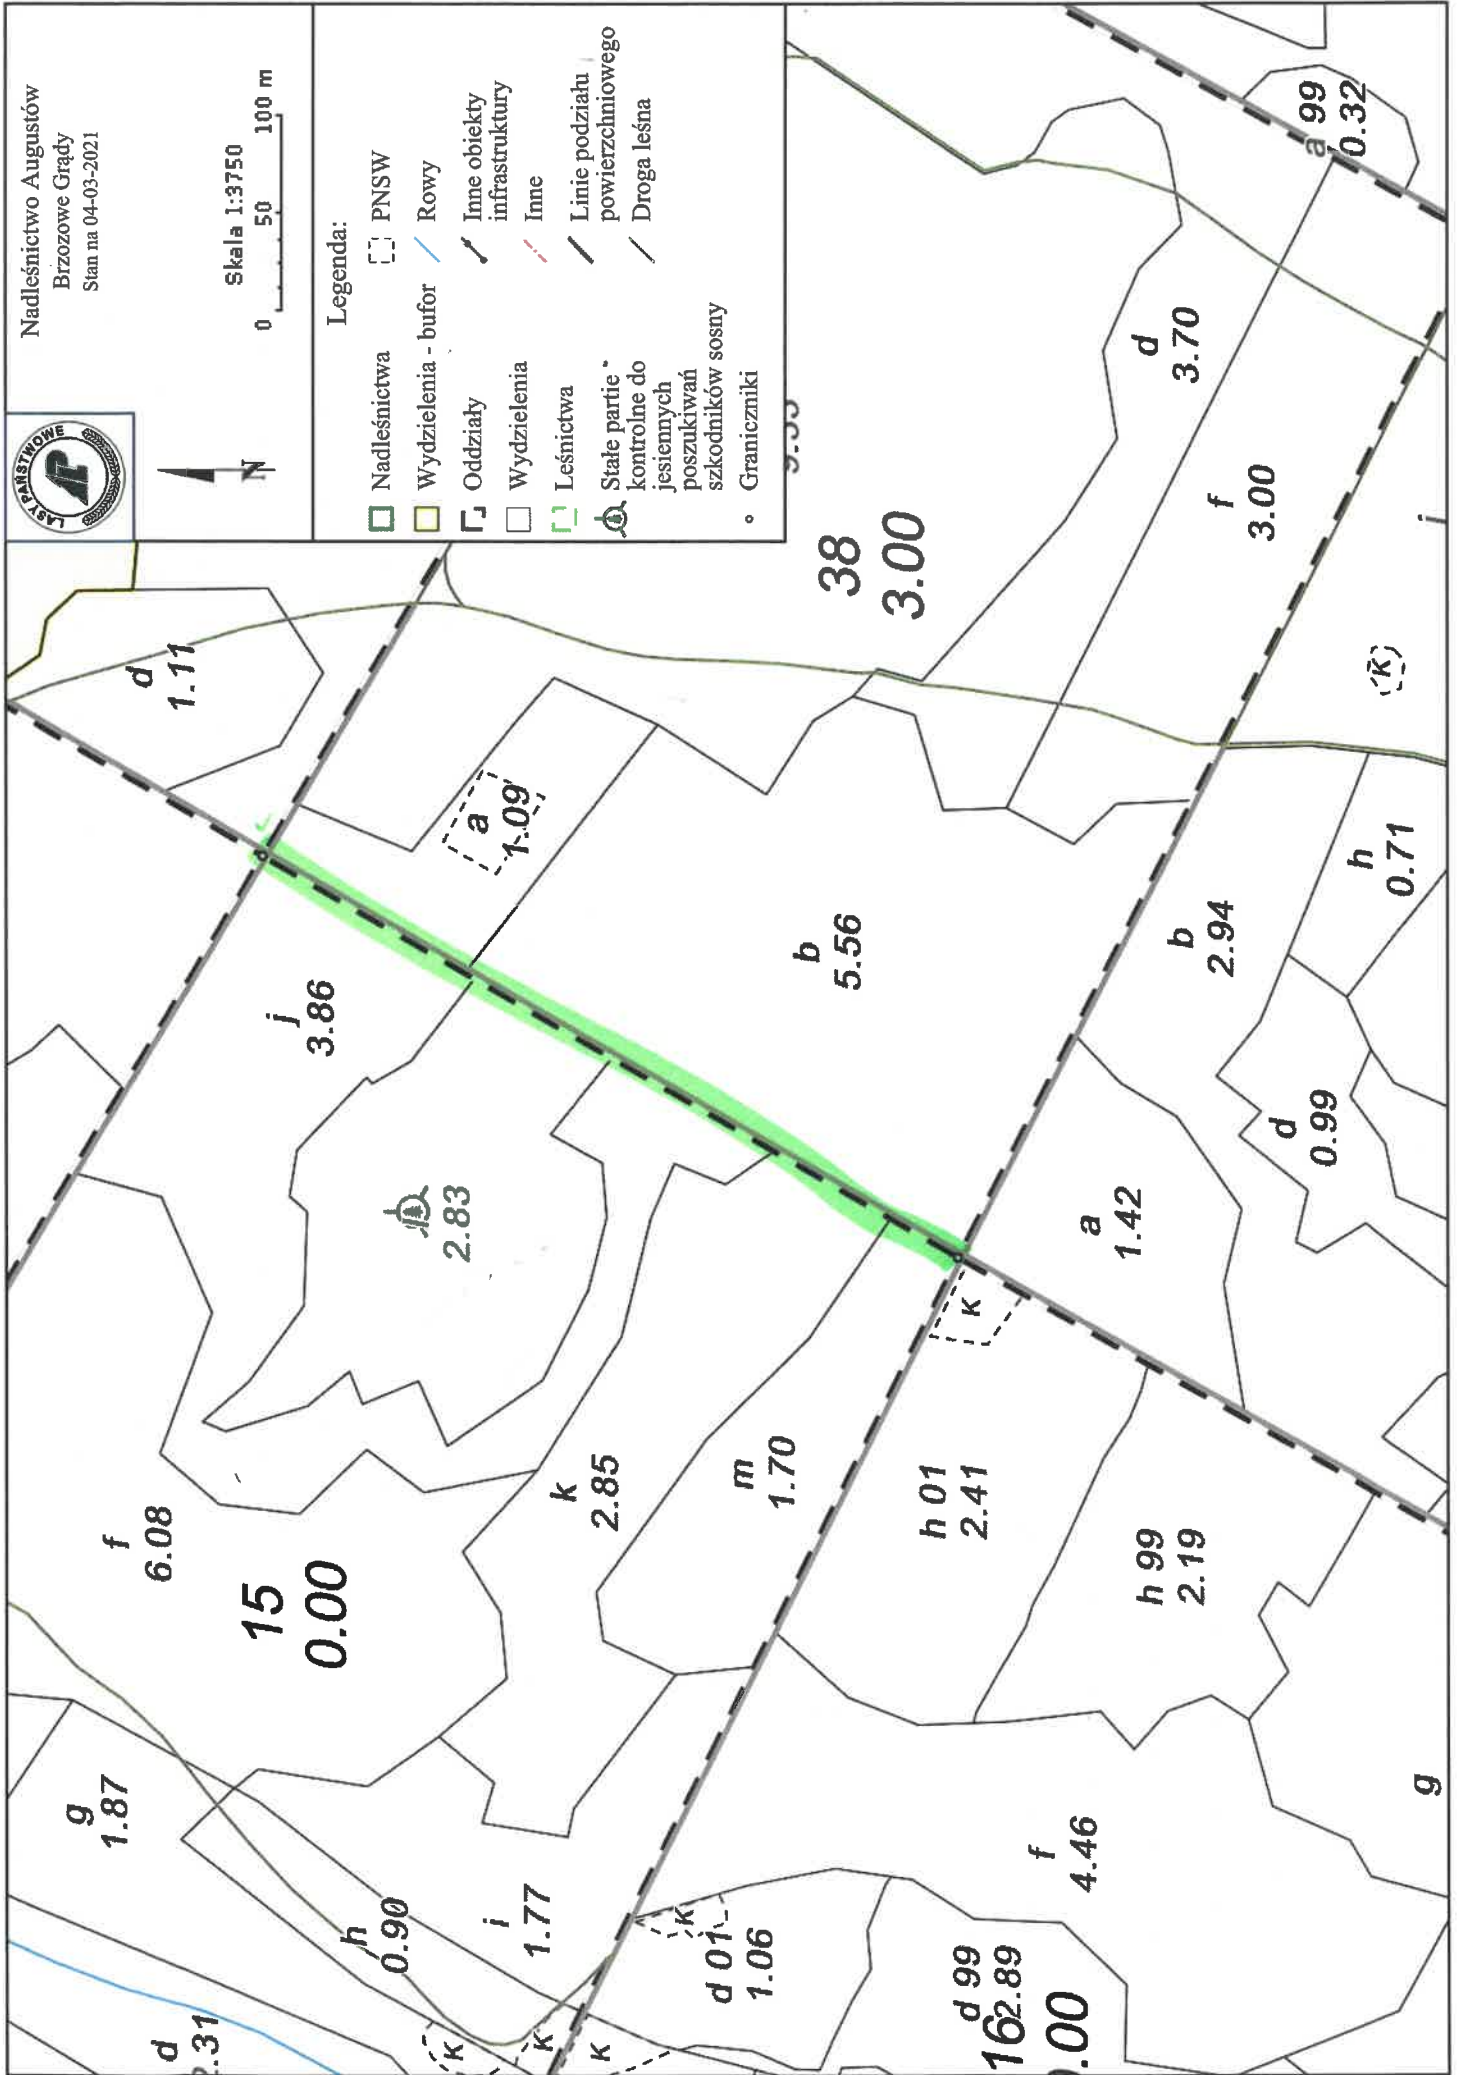 Nadleśnictwo Augustów
Brzozowe Grądy
Stan na 04-03-2021
LASY PAŃSTWOWE
N
Skala 1:3750
0 50 100 m
Legenda:
Nadleśnictwa
Wydzielenia - bufor
Oddziały
Wydzielenia
Leśnictwa
Stałe partie
kontrolne do
jesiennych
poszukiwań
szkodników sosny
Graniczniki
PNSW
Rowy
Inne obiekty
infrastruktury
Inne
Linie podziału
powierzchniowego
Droga leśna
d
g
1.87
f
6.08
15
0.00
h
0.90
i
1.77
K
K
K
k
2.85
m
1.70
2.83
j
3.86
d
1.11
a
1.09
b
5.56
38
3.00
d
3.70
f
3.00
a 99
0.32
j
K
b
2.94
h
0.71
d
0.99
a
1.42
K
h 01
2.41
h 99
2.19
f
4.46
g
K
d 01
1.06
d 99
2.89
16